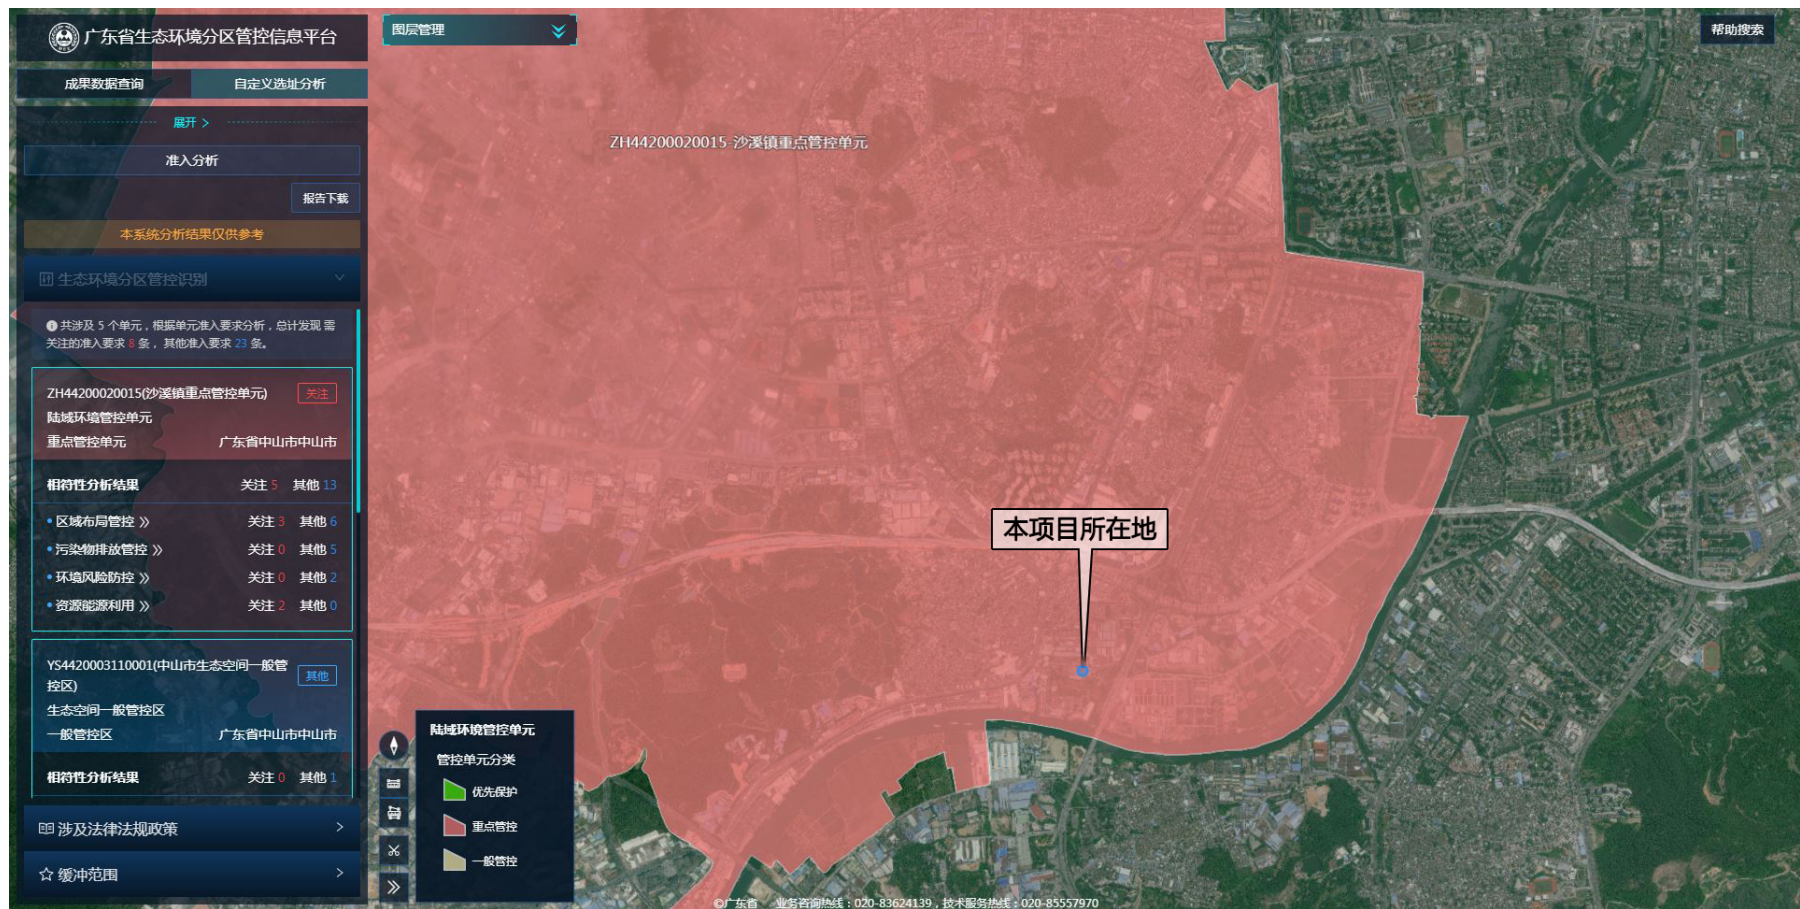 广东省生态环境分区管控信息平台
成果数据查询
自定义选址分析
展开 >
准入分析
报告下载
本系统分析结果仅供参考
生态环境分区管控识别
共涉及 5 个单元，根据单元准入要求分析，总计发现 需
关注的准入要求 8 条， 其他准入要求 23 条。
ZH44200020015(沙溪镇重点管控单元)
关注
陆域环境管控单元
重点管控单元 广东省中山市中山市
相符性分析结果 关注 5 其他 13
• 区域布局管控 >> 关注 3 其他 6
• 污染物排放管控 >> 关注 0 其他 5
• 环境风险防控 >> 关注 0 其他 2
• 资源能源利用 >> 关注 2 其他 0
YS4420003110001(中山市生态空间一般管
控区)
其他
生态空间一般管控区
一般管控区 广东省中山市中山市
相符性分析结果 关注 0 其他 1
涉及法律法规政策 >
缓冲范围 >
图层管理
帮助搜索
ZH44200020015-沙溪镇重点管控单元
本项目所在地
陆域环境管控单元
管控单元分类
优先保护
重点管控
一般管控
©广东省 业务咨询热线：020-83624139，技术服务热线：020-85557970